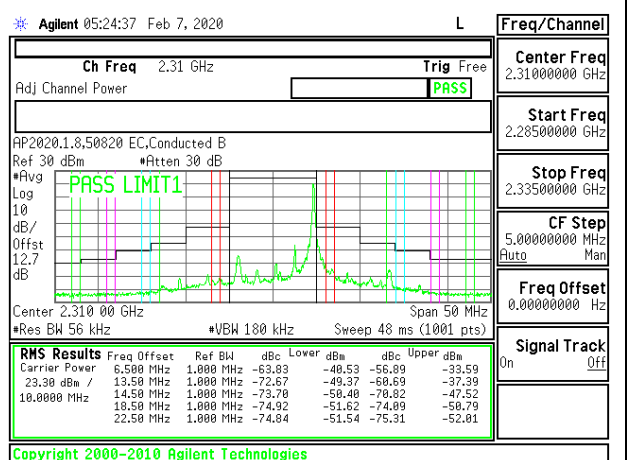 Agilent 05:24:37 Feb 7, 2020 L
Freq/Channel
Ch Freq 2.31 GHz Trig Free
Adj Channel Power PASS
Center Freq
2.31000000 GHz
Start Freq
2.28500000 GHz
AP2020.1.8,50820 EC,Conducted B
Ref 30 dBm #Atten 30 dB
#Avg
Log
10
dB/
Offst
12.7
dB
PASS LIMIT1
Stop Freq
2.33500000 GHz
CF Step
5.00000000 MHz
Auto Man
Freq Offset
0.00000000 Hz
Center 2.310 00 GHz Span 50 MHz
#Res BW 56 kHz #VBW 180 kHz Sweep 48 ms (1001 pts)
Signal Track
On Off
RMS Results Freq Offset Ref BW dBc Lower dBm dBc Upper dBm
Carrier Power 6.500 MHz 1.000 MHz -63.83 -40.53 -56.89 -33.59
23.30 dBm / 13.50 MHz 1.000 MHz -72.67 -49.37 -60.69 -37.39
10.0000 MHz 14.50 MHz 1.000 MHz -73.70 -50.40 -70.82 -47.52
18.50 MHz 1.000 MHz -74.92 -51.62 -74.09 -50.79
22.50 MHz 1.000 MHz -74.84 -51.54 -75.31 -52.01
Copyright 2000-2010 Agilent Technologies